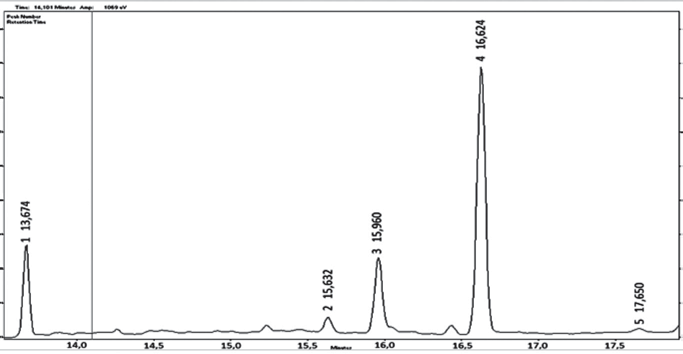 Time: 14,101 Minutes Amp: 1069 uV
Peak Number
Retention Time
1 13,674
2 15,632
3 15,960
4 16,624
5 17,650
14,0 14,5 15,0 15,5 Minutes 16,0 16,5 17,0 17,5